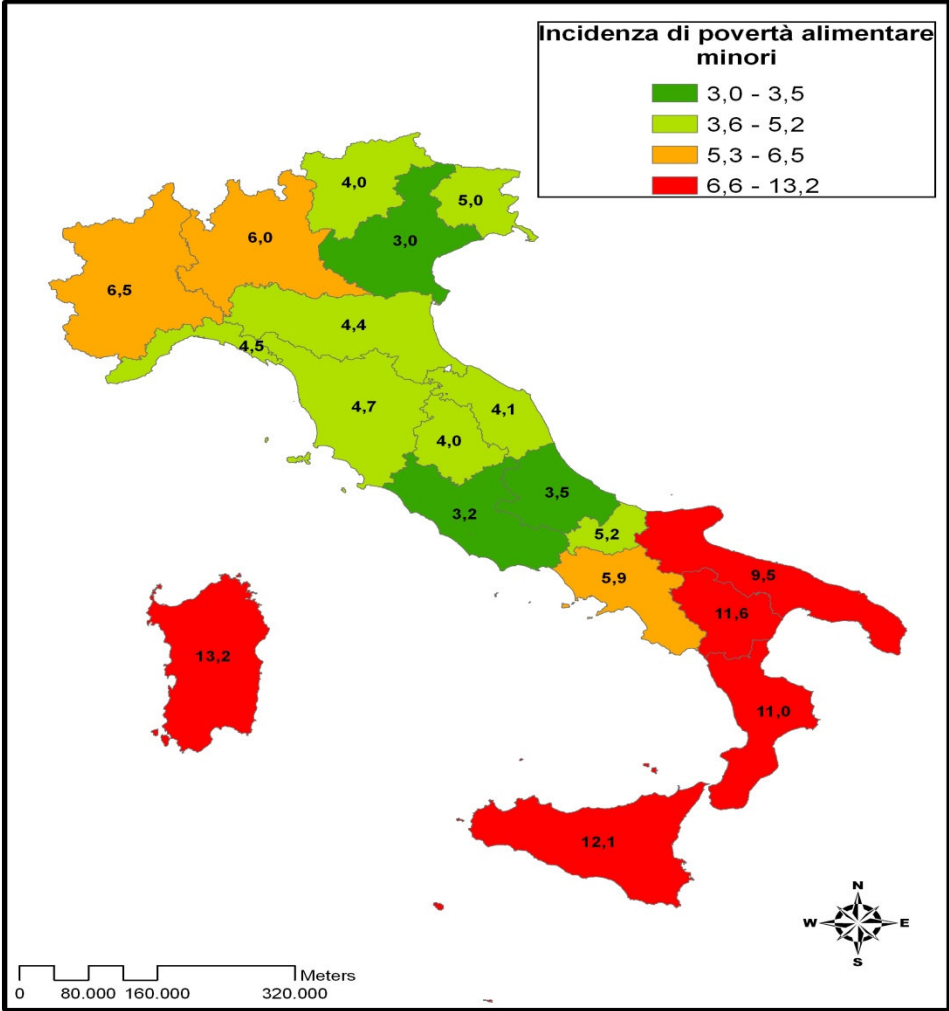 Incidenza di povertà alimentare
minori
3,0 - 3,5
3,6 - 5,2
5,3 - 6,5
6,6 - 13,2
4,0
5,0
6,0
3,0
6,5
4,4
4,5
4,7
4,1
4,0
3,5
3,2
5,2
5,9
9,5
11,6
13,2
11,0
12,1
N
W E
S
Meters
0 80.000 160.000 320.000